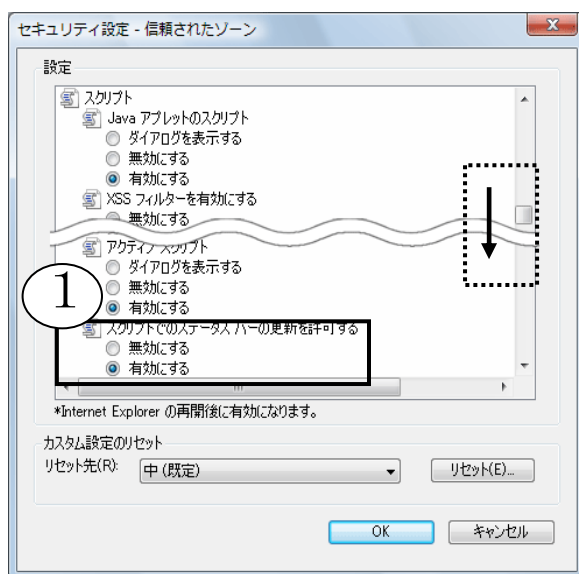 セキュリティ設定 - 信頼されたゾーン
設定
スクリプト
Java アプレットのスクリプト
ダイアログを表示する
無効にする
有効にする
XSS フィルターを有効にする
無効にする
アクティブ スクリプト
ダイアログを表示する
無効にする
有効にする
1
スクリプトでのステータス バーの更新を許可する
無効にする
有効にする
*Internet Explorer の再開後に有効になります。
カスタム設定のリセット
リセット先(R):
中 (既定)
リセット(E)...
OK
キャンセル